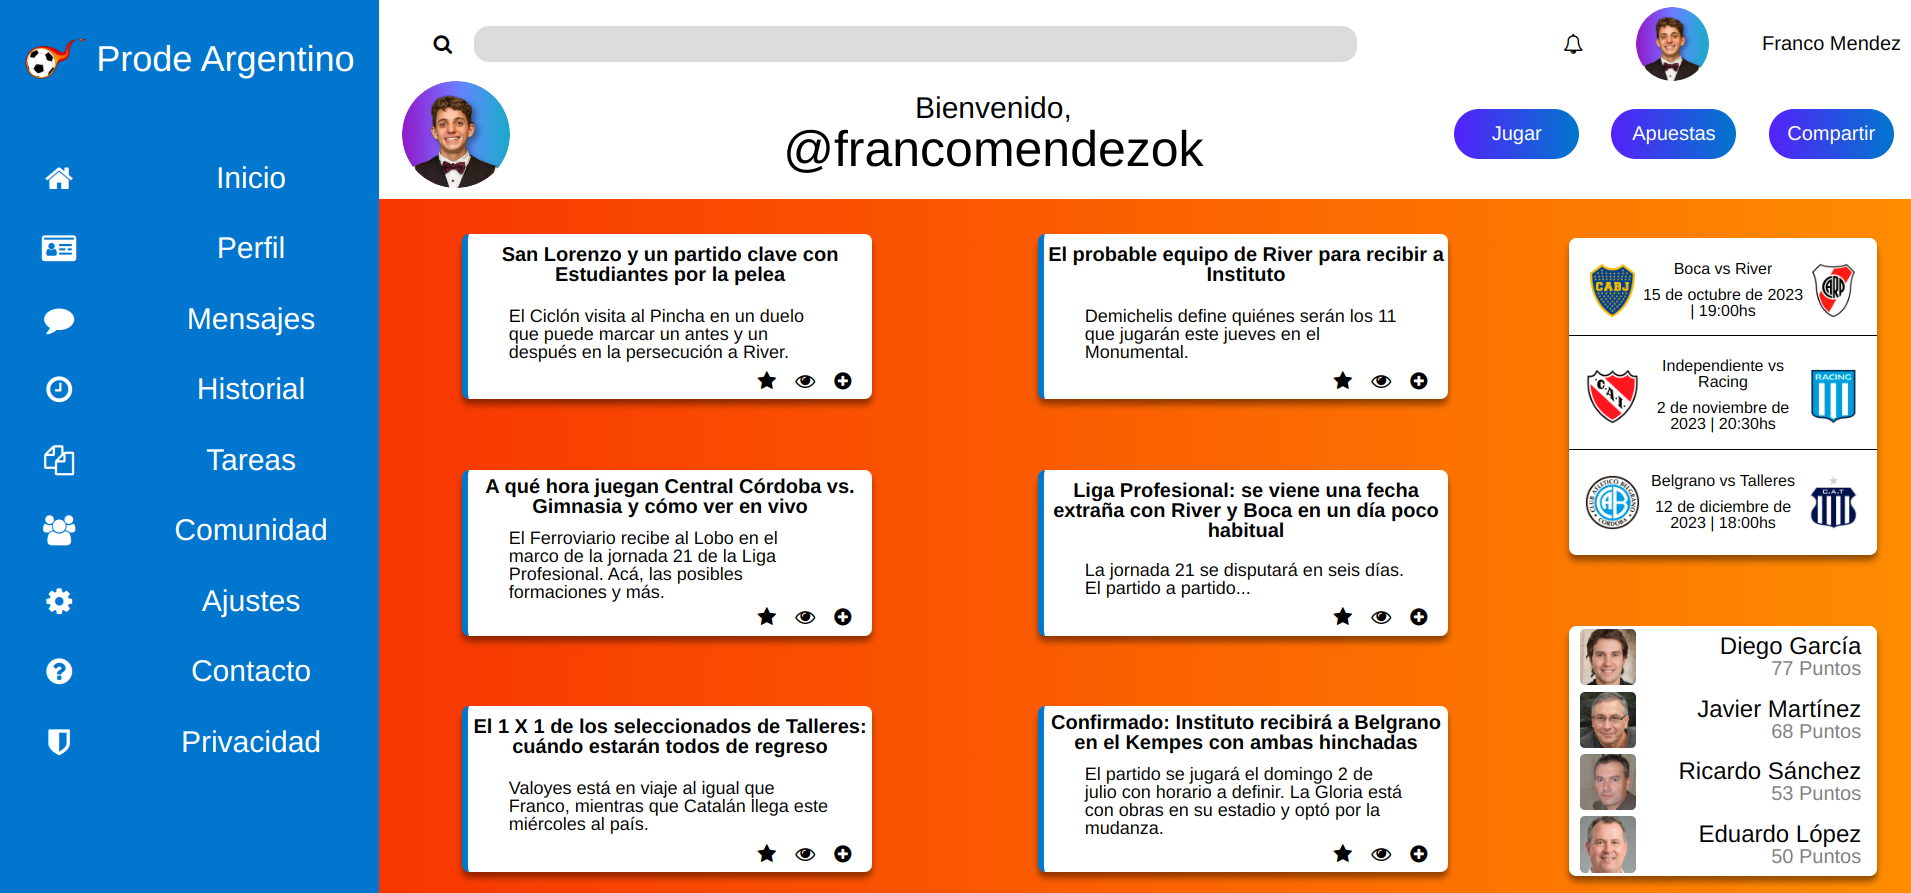 Prode Argentino
Inicio
Perfil
Mensajes
Historial
Tareas
Comunidad
Ajustes
Contacto
Privacidad
Franco Mendez
Bienvenido,
@francomendezok
Jugar
Apuestas
Compartir
San Lorenzo y un partido clave con
Estudiantes por la pelea
El Ciclón visita al Pincha en un duelo
que puede marcar un antes y un
después en la persecución a River.
El probable equipo de River para recibir a
Instituto
Demichelis define quiénes serán los 11
que jugarán este jueves en el
Monumental.
A qué hora juegan Central Córdoba vs.
Gimnasia y cómo ver en vivo
El Ferroviario recibe al Lobo en el
marco de la jornada 21 de la Liga
Profesional. Acá, las posibles
formaciones y más.
Liga Profesional: se viene una fecha
extraña con River y Boca en un día poco
habitual
La jornada 21 se disputará en seis días.
El partido a partido...
El 1 X 1 de los seleccionados de Talleres:
cuándo estarán todos de regreso
Valoyes está en viaje al igual que
Franco, mientras que Catalán llega este
miércoles al país.
Confirmado: Instituto recibirá a Belgrano
en el Kempes con ambas hinchadas
El partido se jugará el domingo 2 de
julio con horario a definir. La Gloria está
con obras en su estadio y optó por la
mudanza.
CABJ
Boca vs River
15 de octubre de 2023
| 19:00hs
CARP
C.A.I.
Independiente vs
Racing
2 de noviembre de
2023 | 20:30hs
RACING
CLUB ATLETICO BELGRANO
CORDOBA
CAB
Belgrano vs Talleres
12 de diciembre de
2023 | 18:00hs
C.A.T
Diego García
77 Puntos
Javier Martínez
68 Puntos
Ricardo Sánchez
53 Puntos
Eduardo López
50 Puntos